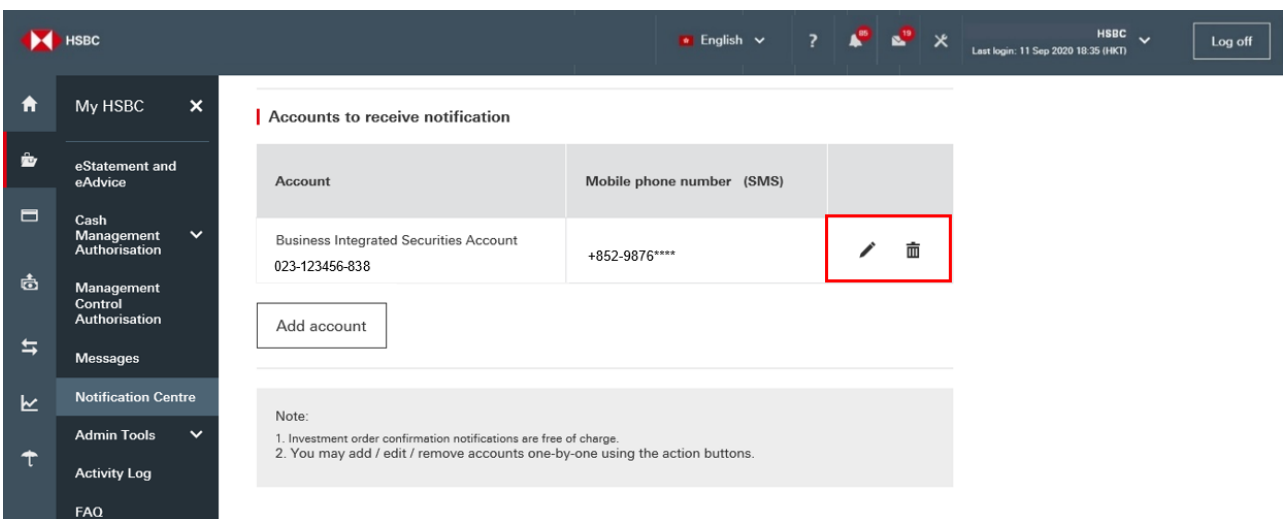 HSBC
English
?
85
19
HSBC
Last login: 11 Sep 2020 18:35 (HKT)
Log off
My HSBC
eStatement and
eAdvice
Cash
Management
Authorisation
Management
Control
Authorisation
Messages
Notification Centre
Admin Tools
Activity Log
FAQ
Accounts to receive notification
Account
Mobile phone number (SMS)
Business Integrated Securities Account
023-123456-838
+852-9876****
Add account
Note:
1. Investment order confirmation notifications are free of charge.
2. You may add / edit / remove accounts one-by-one using the action buttons.